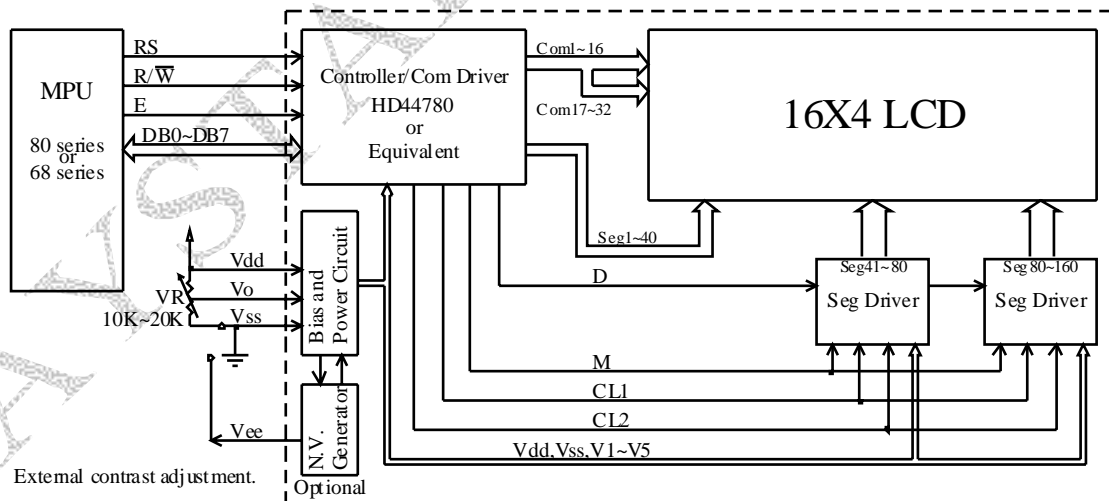 MPU
80 series
or
68 series
RS
R/W̅
E
DB0~DB7
Controller/Com Driver
HD44780
or
Equivalent
Com1~16
Com17~32
16X4 LCD
Seg1~40
Seg41~80
Seg Driver
Seg80~160
Seg Driver
D
M
CL1
CL2
Vdd,Vss,V1~V5
Vdd
Vo
Vss
VR
10K~20K
Bias and
Power Circuit
N.V.
Generator
Optional
Vee
External contrast adjustment.